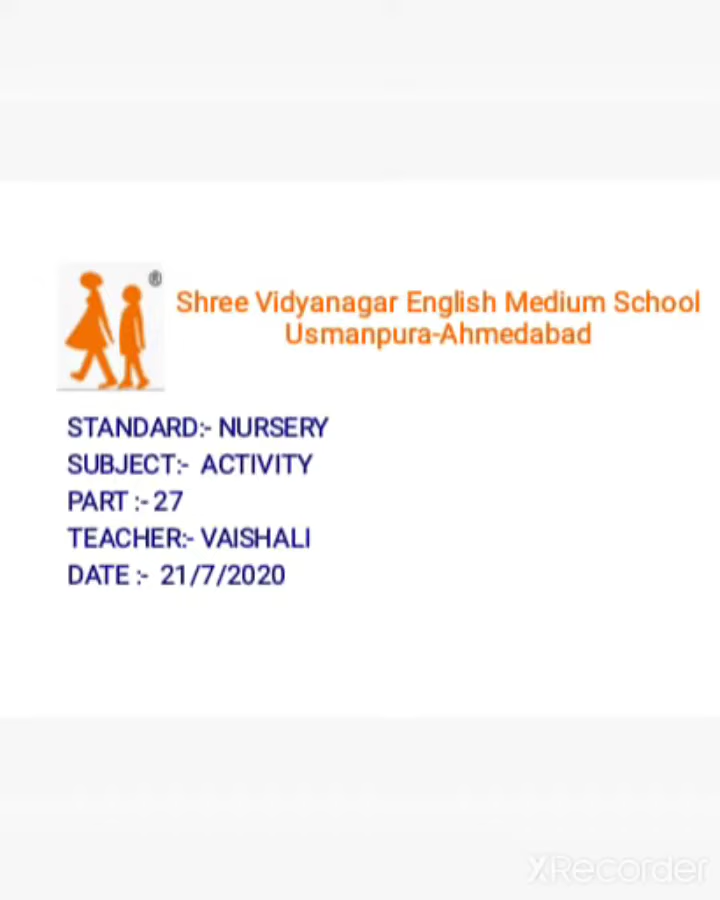 ®
Shree Vidyanagar English Medium School
Usmanpura-Ahmedabad
STANDARD:- NURSERY
SUBJECT:- ACTIVITY
PART :- 27
TEACHER:- VAISHALI
DATE :- 21/7/2020
XRecorder